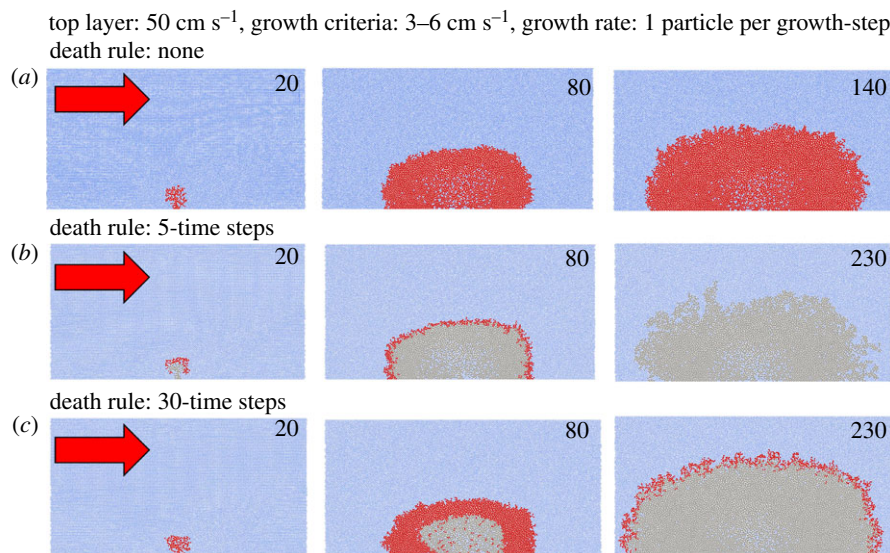 top layer: 50 cm s⁻¹, growth criteria: 3–6 cm s⁻¹, growth rate: 1 particle per growth-step
death rule: none
(a) 20 80 140
death rule: 5-time steps
(b) 20 80 230
death rule: 30-time steps
(c) 20 80 230